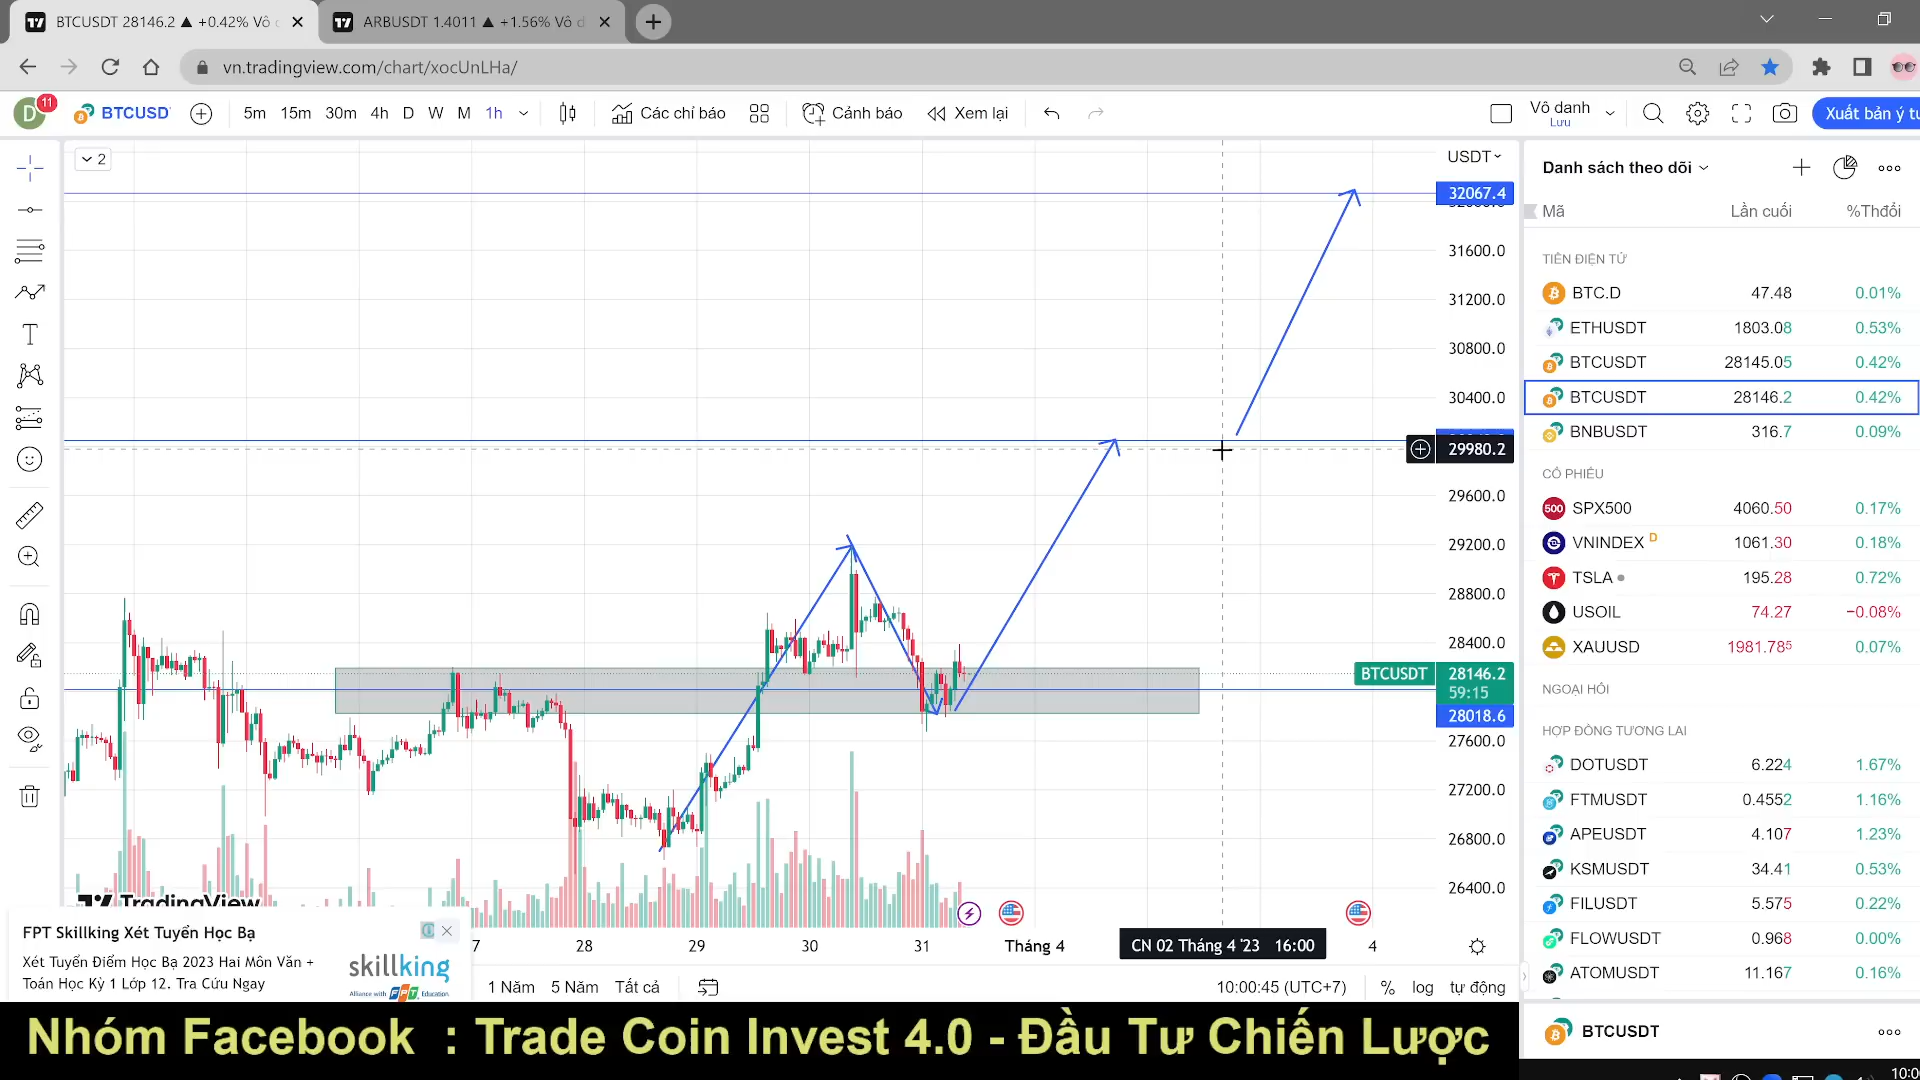 BTCUSDT 28146.2 ▲ +0.42% Vô
ARBUSDT 1.4011 ▲ +1.56% Vô d
vn.tradingview.com/chart/xocUnLHa/
D 11 BTCUSD 5m 15m 30m 4h D W M 1h Các chỉ báo Cảnh báo Xem lại Vô danh Lưu Xuất bản ý tư
2
USDT
32067.4
31600.0
31200.0
30800.0
30400.0
29980.2
29600.0
29200.0
28800.0
28400.0
BTCUSDT 28146.2
59:15
28018.6
27600.0
27200.0
26800.0
26400.0
TradingView
7 28 29 30 31 Tháng 4 CN 02 Tháng 4 '23 16:00 4
FPT Skillking Xét Tuyển Học Bạ
Xét Tuyển Điểm Học Bạ 2023 Hai Môn Văn +
Toán Học Kỳ 1 Lớp 12. Tra Cứu Ngay
skillking
Alliance with FPT Education
1 Năm 5 Năm Tất cả 10:00:45 (UTC+7) % log tự động
Danh sách theo dõi
Mã Lần cuối %Thđổi
TIỀN ĐIỆN TỬ
BTC.D 47.48 0.01%
ETHUSDT 1803.08 0.53%
BTCUSDT 28145.05 0.42%
BTCUSDT 28146.2 0.42%
BNBUSDT 316.7 0.09%
CỔ PHIẾU
500 SPX500 4060.50 0.17%
VNINDEX D 1061.30 0.18%
TSLA 195.28 0.72%
USOIL 74.27 −0.08%
XAUUSD 1981.785 0.07%
NGOẠI HỐI
HỢP ĐỒNG TƯƠNG LAI
DOTUSDT 6.224 1.67%
FTMUSDT 0.4552 1.16%
APEUSDT 4.107 1.23%
KSMUSDT 34.41 0.53%
FILUSDT 5.575 0.22%
FLOWUSDT 0.968 0.00%
ATOMUSDT 11.167 0.16%
BTCUSDT
Nhóm Facebook : Trade Coin Invest 4.0 - Đầu Tư Chiến Lược